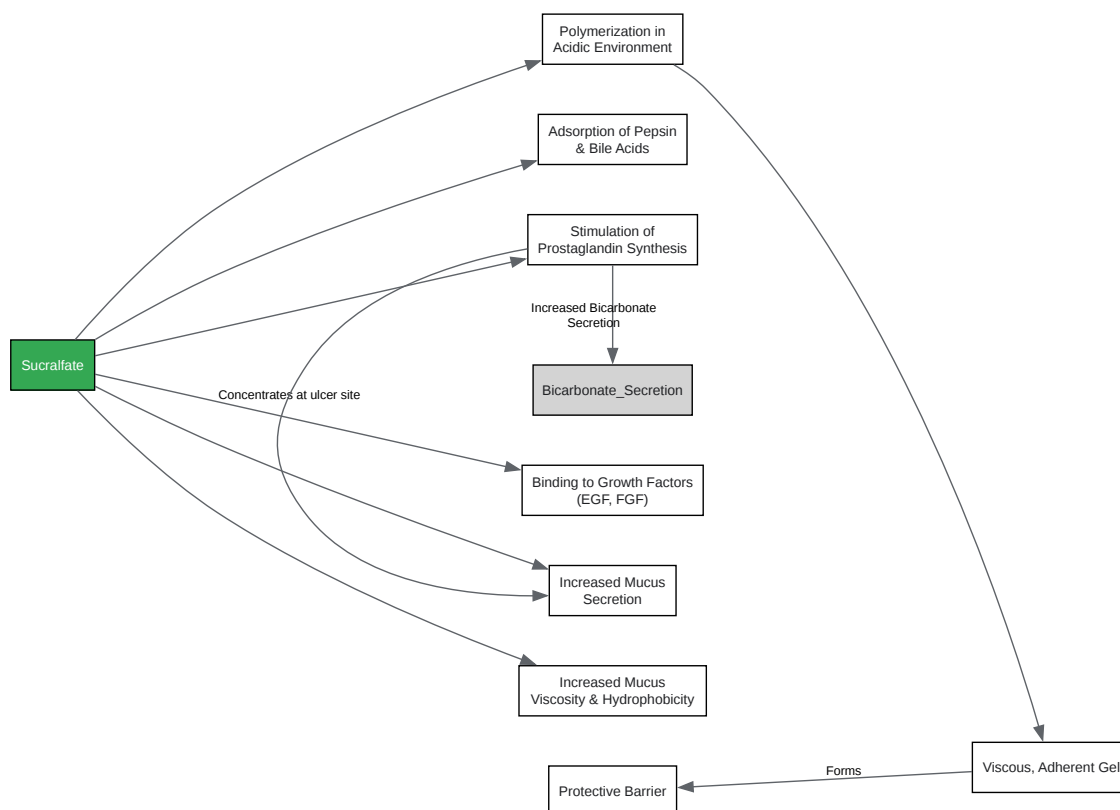 Polymerization in
Acidic Environment
Adsorption of Pepsin
& Bile Acids
Stimulation of
Prostaglandin Synthesis
Increased Bicarbonate
Secretion
Sucralfate
Bicarbonate_Secretion
Concentrates at ulcer site
Binding to Growth Factors
(EGF, FGF)
Increased Mucus
Secretion
Increased Mucus
Viscosity & Hydrophobicity
Viscous, Adherent Gel
Forms
Protective Barrier